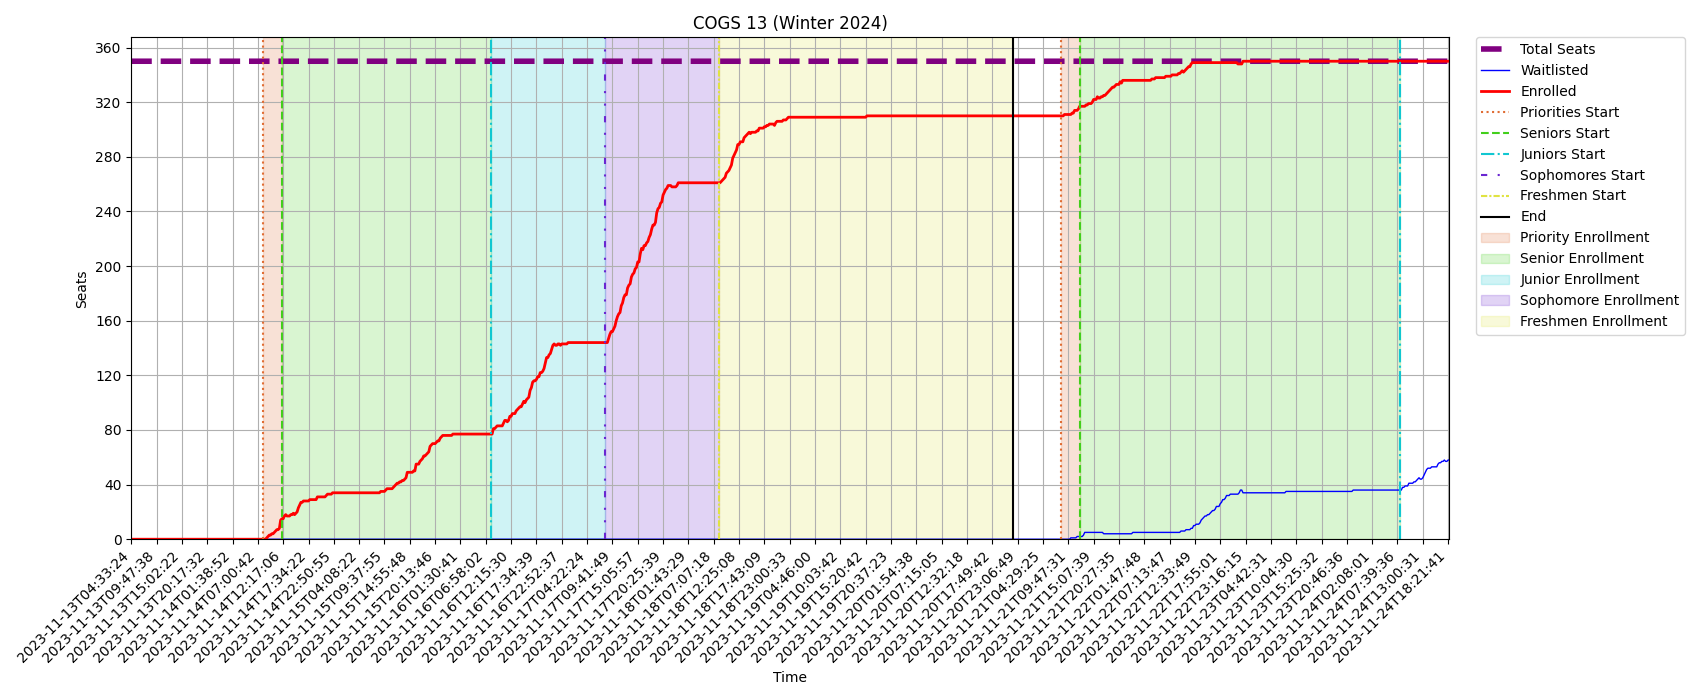 COGS 13 (Winter 2024)
360
320
280
240
200
160
120
80
40
0
Seats
2023-11-13T04:33:24
2023-11-13T09:47:38
2023-11-13T15:02:22
2023-11-13T20:17:32
2023-11-14T01:38:52
2023-11-14T07:00:42
2023-11-14T12:17:06
2023-11-14T17:34:22
2023-11-14T22:50:55
2023-11-15T04:08:22
2023-11-15T09:37:55
2023-11-15T14:55:48
2023-11-15T20:13:46
2023-11-16T01:30:41
2023-11-16T06:58:02
2023-11-16T12:15:30
2023-11-16T17:34:39
2023-11-16T22:52:37
2023-11-17T04:22:24
2023-11-17T09:41:49
2023-11-17T15:05:57
2023-11-17T20:25:39
2023-11-18T01:43:29
2023-11-18T07:07:18
2023-11-18T12:25:08
2023-11-18T17:43:09
2023-11-18T23:00:33
2023-11-19T04:46:00
2023-11-19T10:03:42
2023-11-19T15:20:42
2023-11-19T20:37:23
2023-11-20T01:54:38
2023-11-20T07:15:05
2023-11-20T12:32:18
2023-11-20T17:49:42
2023-11-20T23:06:49
2023-11-21T04:29:25
2023-11-21T09:47:31
2023-11-21T15:07:39
2023-11-21T20:27:35
2023-11-22T01:47:48
2023-11-22T07:13:47
2023-11-22T12:33:49
2023-11-22T17:55:01
2023-11-22T23:16:15
2023-11-23T04:42:31
2023-11-23T10:04:30
2023-11-23T15:25:32
2023-11-23T20:46:36
2023-11-24T02:08:01
2023-11-24T07:39:36
2023-11-24T13:00:31
2023-11-24T18:21:41
Time
Total Seats
Waitlisted
Enrolled
Priorities Start
Seniors Start
Juniors Start
Sophomores Start
Freshmen Start
End
Priority Enrollment
Senior Enrollment
Junior Enrollment
Sophomore Enrollment
Freshmen Enrollment